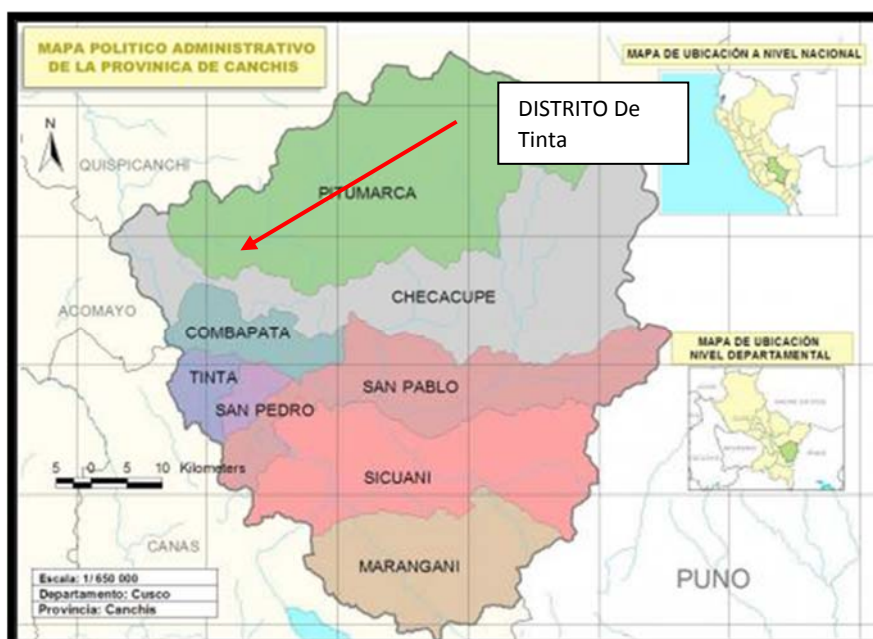 MAPA POLITICO ADMINISTRATIVO
DE LA PROVINICA DE CANCHIS
MAPA DE UBICACIÓN A NIVEL NACIONAL
DISTRITO De
Tinta
N
QUISPICANCHI
PITUMARCA
ACOMAYO
CHECACUPE
COMBAPATA
MAPA DE UBICACIÓN
NIVEL DEPARTAMENTAL
TINTA
SAN PABLO
SAN PEDRO
5 0 5 10 Kilometers
SICUANI
CANAS
MARANGANI
PUNO
Escala: 1/ 650 000
Departamento: Cusco
Provincia: Canchis